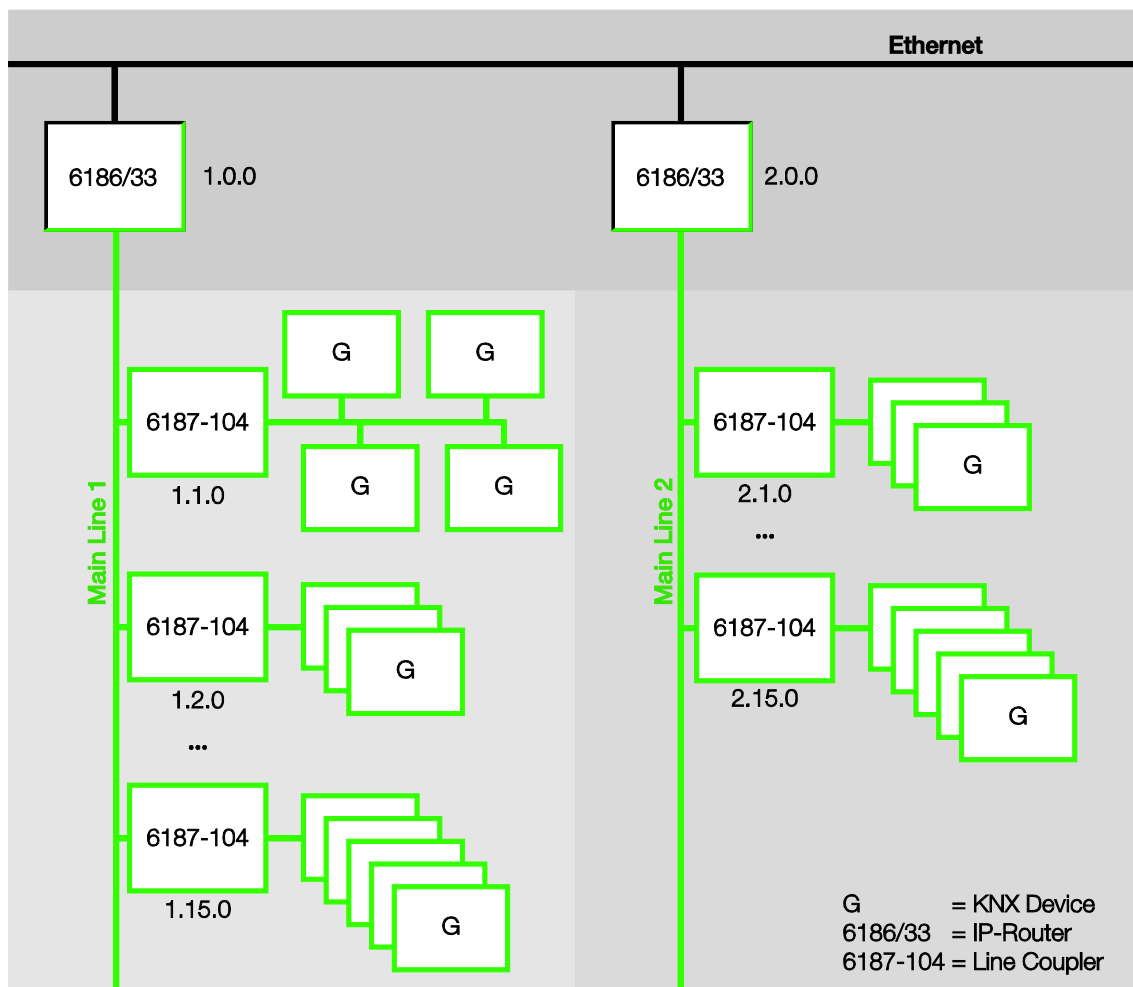 Ethernet
6186/33 1.0.0
6186/33 2.0.0
Main Line 1
G G
6187-104
G G
1.1.0
6187-104
G
1.2.0
...
6187-104
G
1.15.0
Main Line 2
6187-104
G
2.1.0
...
6187-104
G
2.15.0
G = KNX Device
6186/33 = IP-Router
6187-104 = Line Coupler